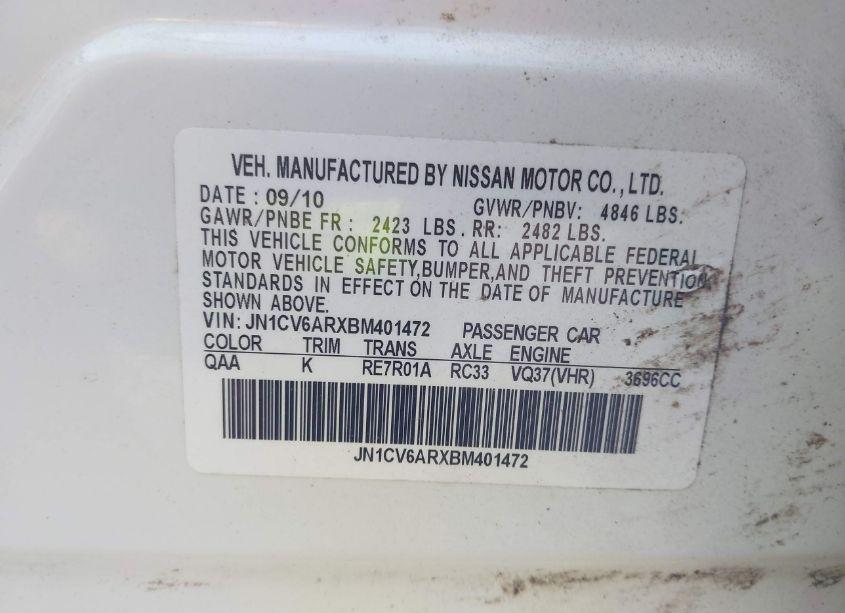 VEH. MANUFACTURED BY NISSAN MOTOR CO., LTD.
DATE : 09/10 GVWR/PNBV: 4846 LBS.
GAWR/PNBE FR : 2423 LBS. RR: 2482 LBS.
THIS VEHICLE CONFORMS TO ALL APPLICABLE FEDERAL
MOTOR VEHICLE SAFETY,BUMPER,AND THEFT PREVENTION
STANDARDS IN EFFECT ON THE DATE OF MANUFACTURE
SHOWN ABOVE.
VIN: JN1CV6ARXBM401472 PASSENGER CAR
COLOR TRIM TRANS AXLE ENGINE
QAA K RE7R01A RC33 VQ37(VHR) 3696CC
JN1CV6ARXBM401472